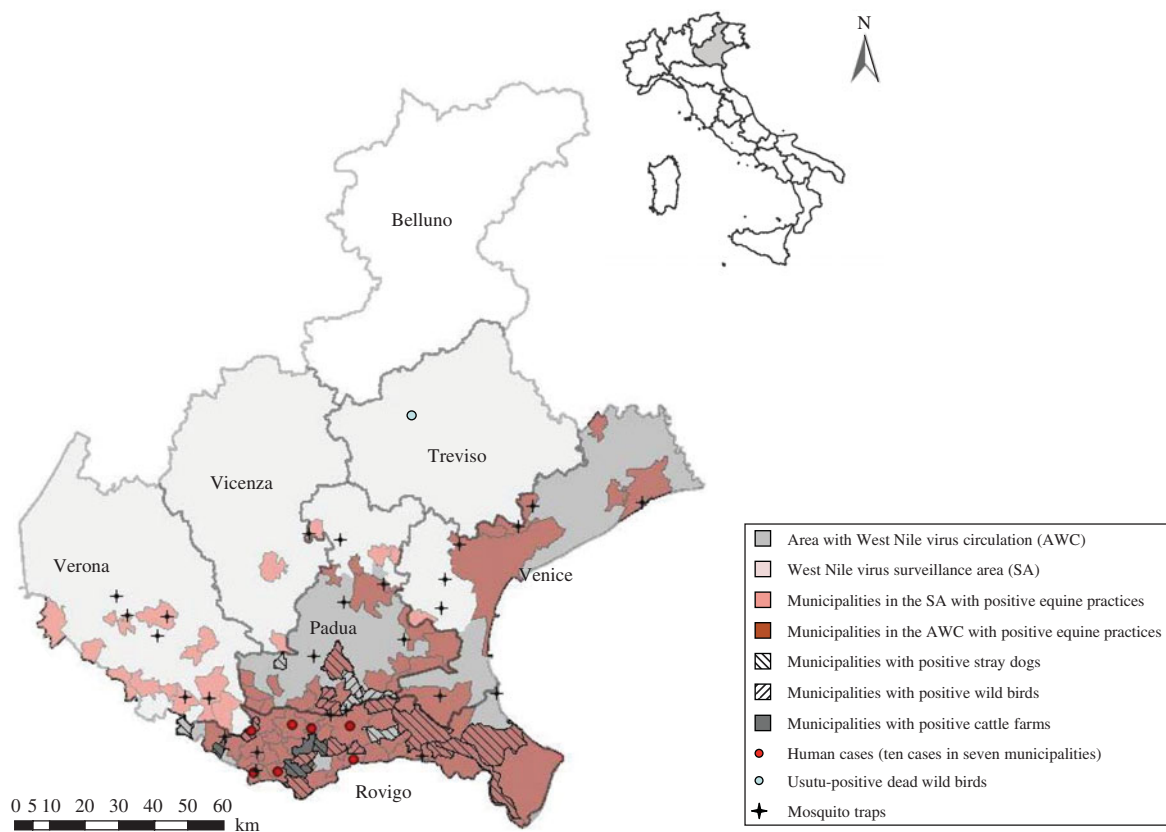 N
Belluno
Treviso
Vicenza
Verona
Venice
Padua
Rovigo
0 5 10 20 30 40 50 60
km
Area with West Nile virus circulation (AWC)
West Nile virus surveillance area (SA)
Municipalities in the SA with positive equine practices
Municipalities in the AWC with positive equine practices
Municipalities with positive stray dogs
Municipalities with positive wild birds
Municipalities with positive cattle farms
Human cases (ten cases in seven municipalities)
Usutu-positive dead wild birds
Mosquito traps